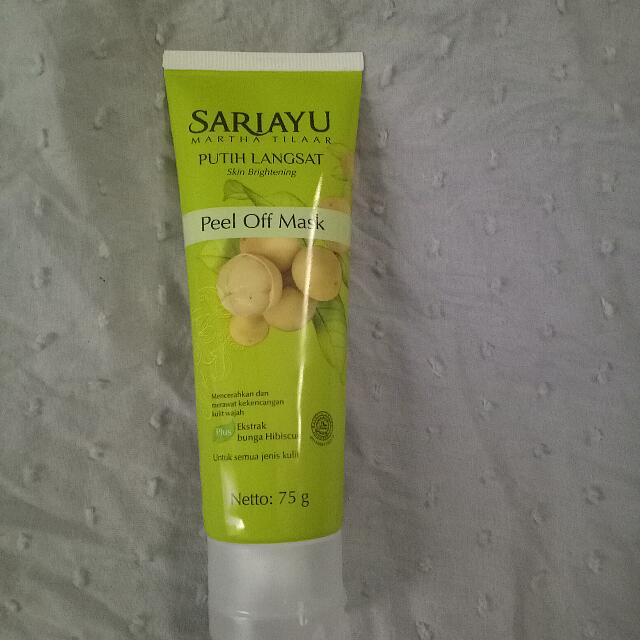 SARIAYU
MARTHA TILAAR
PUTIH LANGSAT
Skin Brightening
Peel Off Mask
Mencerahkan dan
merawat kekencangan
kulit wajah
Plus Ekstrak
bunga Hibiscus
Untuk semua jenis kulit
Netto: 75 g